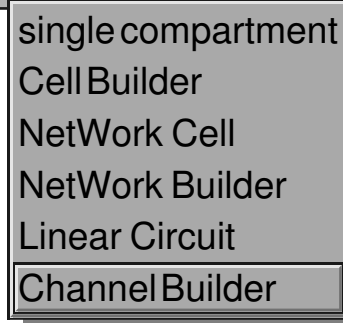 single compartment
Cell Builder
NetWork Cell
NetWork Builder
Linear Circuit
Channel Builder